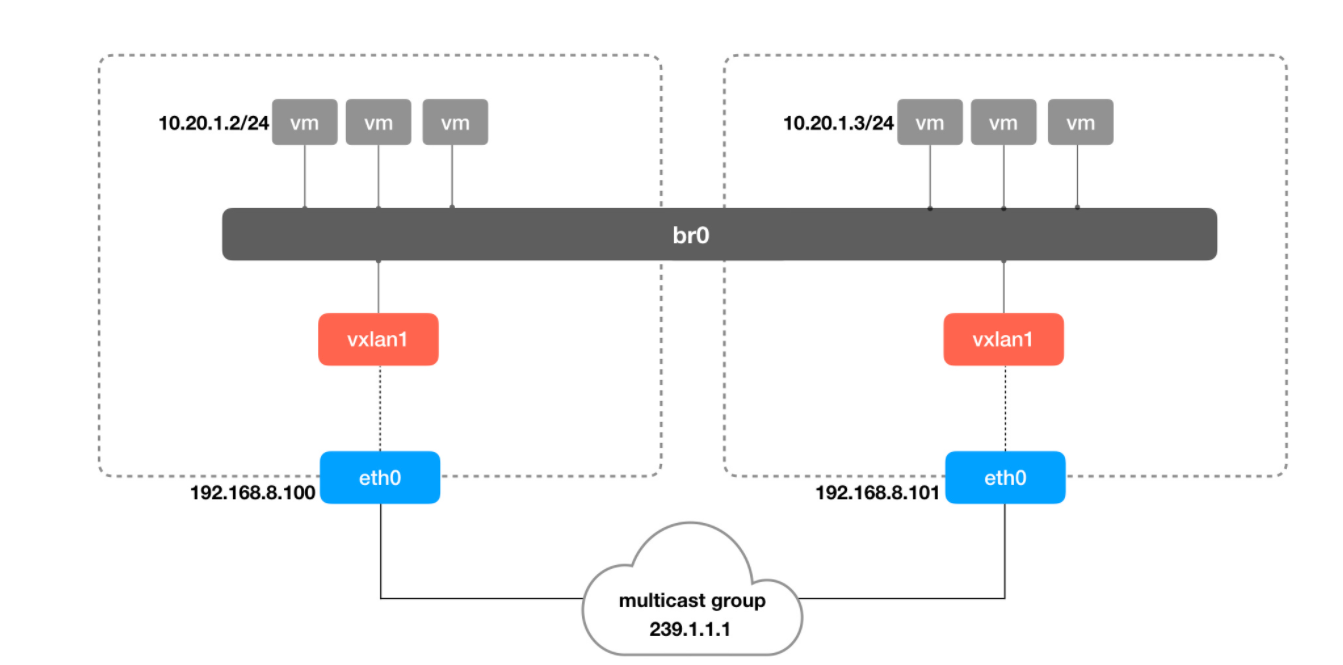 10.20.1.2/24 vm vm vm 10.20.1.3/24 vm vm vm
br0
vxlan1 vxlan1
eth0 eth0
192.168.8.100 192.168.8.101
multicast group
239.1.1.1